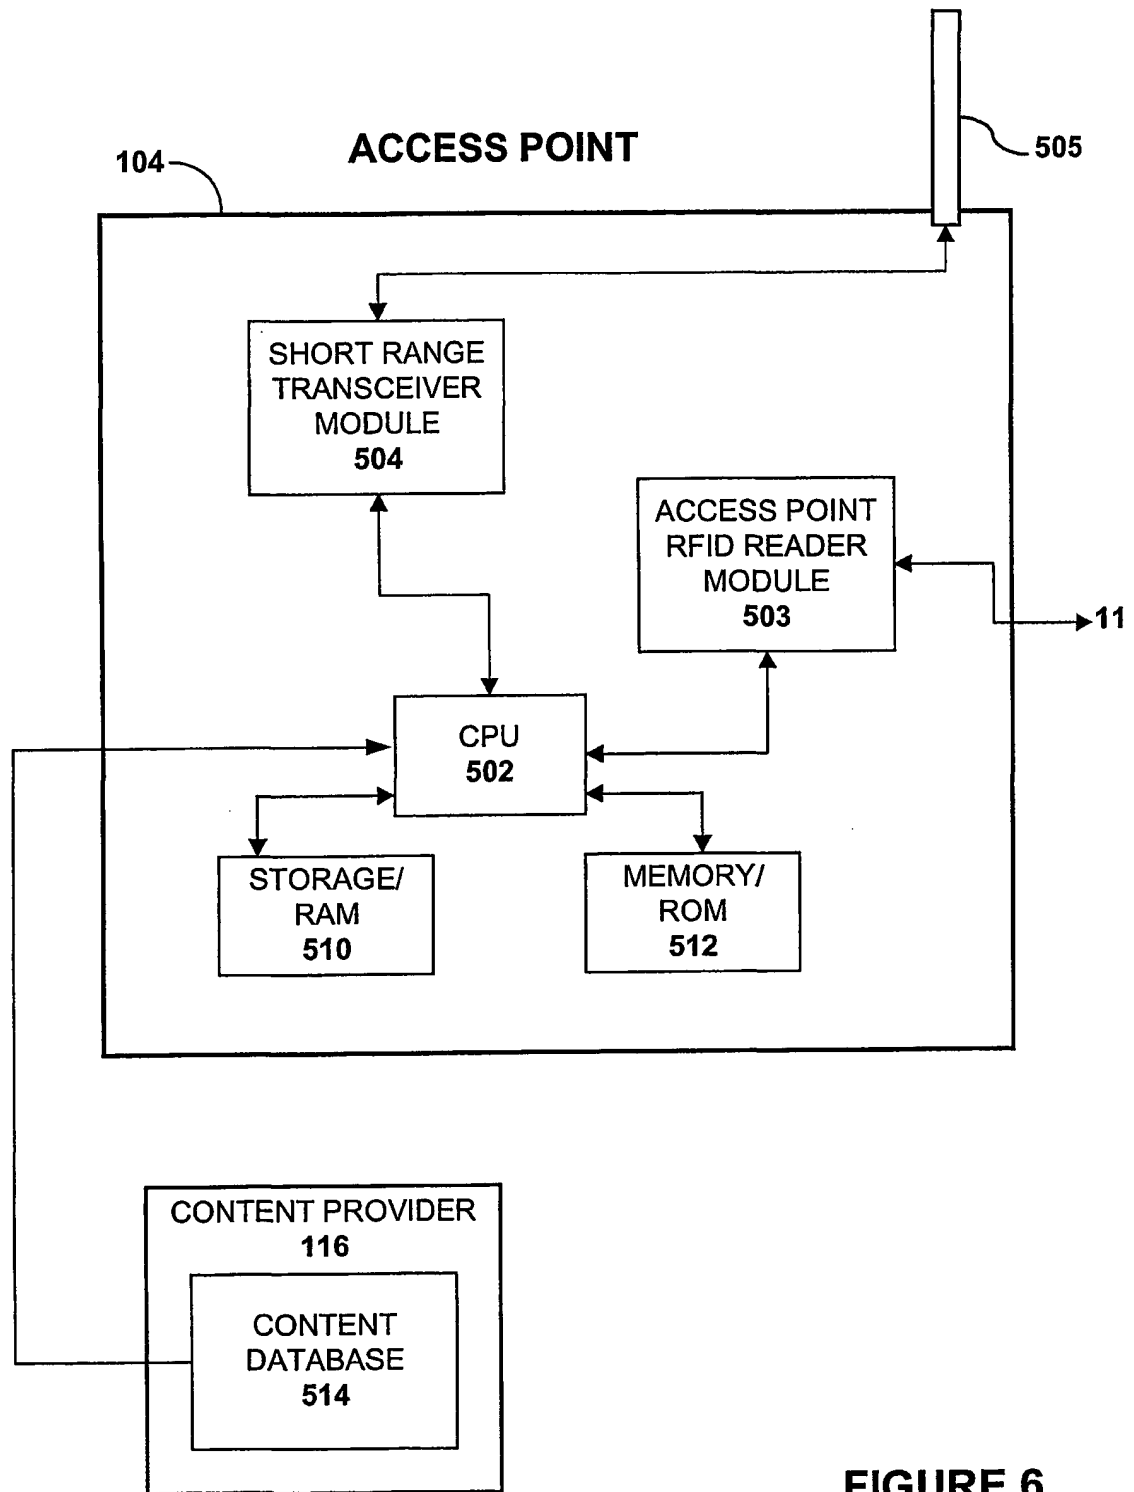 ACCESS POINT
104
505
SHORT RANGE
TRANSCEIVER
MODULE
504
ACCESS POINT
RFID READER
MODULE
503
11
CPU
502
STORAGE/
RAM
510
MEMORY/
ROM
512
CONTENT PROVIDER
116
CONTENT
DATABASE
514
FIGURE 6